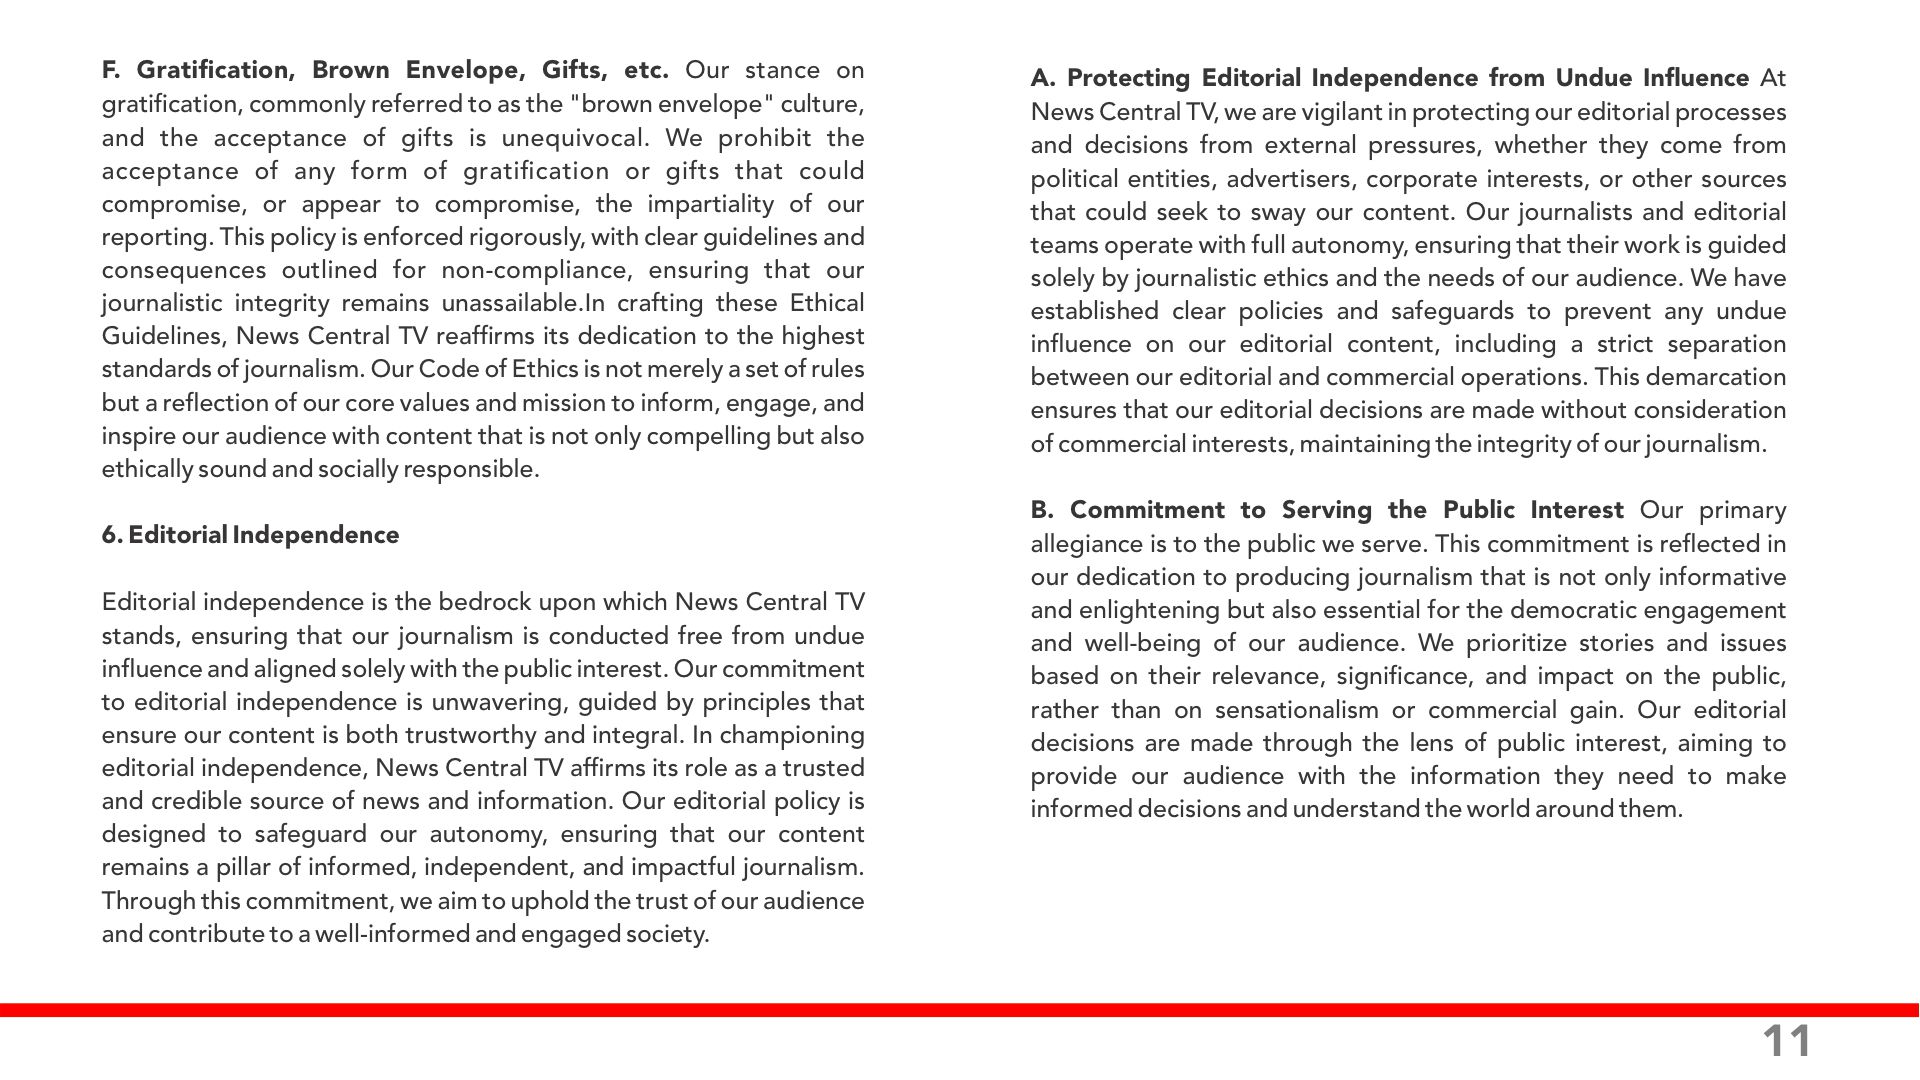 F. Gratification, Brown Envelope, Gifts, etc. Our stance on
gratification, commonly referred to as the "brown envelope" culture,
and the acceptance of gifts is unequivocal. We prohibit the
acceptance of any form of gratification or gifts that could
compromise, or appear to compromise, the impartiality of our
reporting. This policy is enforced rigorously, with clear guidelines and
consequences outlined for non-compliance, ensuring that our
journalistic integrity remains unassailable.In crafting these Ethical
Guidelines, News Central TV reaffirms its dedication to the highest
standards of journalism. Our Code of Ethics is not merely a set of rules
but a reflection of our core values and mission to inform, engage, and
inspire our audience with content that is not only compelling but also
ethically sound and socially responsible.
6. Editorial Independence
Editorial independence is the bedrock upon which News Central TV
stands, ensuring that our journalism is conducted free from undue
influence and aligned solely with the public interest. Our commitment
to editorial independence is unwavering, guided by principles that
ensure our content is both trustworthy and integral. In championing
editorial independence, News Central TV affirms its role as a trusted
and credible source of news and information. Our editorial policy is
designed to safeguard our autonomy, ensuring that our content
remains a pillar of informed, independent, and impactful journalism.
Through this commitment, we aim to uphold the trust of our audience
and contribute to a well-informed and engaged society.
A. Protecting Editorial Independence from Undue Influence At
News Central TV, we are vigilant in protecting our editorial processes
and decisions from external pressures, whether they come from
political entities, advertisers, corporate interests, or other sources
that could seek to sway our content. Our journalists and editorial
teams operate with full autonomy, ensuring that their work is guided
solely by journalistic ethics and the needs of our audience. We have
established clear policies and safeguards to prevent any undue
influence on our editorial content, including a strict separation
between our editorial and commercial operations. This demarcation
ensures that our editorial decisions are made without consideration
of commercial interests, maintaining the integrity of our journalism.
B. Commitment to Serving the Public Interest Our primary
allegiance is to the public we serve. This commitment is reflected in
our dedication to producing journalism that is not only informative
and enlightening but also essential for the democratic engagement
and well-being of our audience. We prioritize stories and issues
based on their relevance, significance, and impact on the public,
rather than on sensationalism or commercial gain. Our editorial
decisions are made through the lens of public interest, aiming to
provide our audience with the information they need to make
informed decisions and understand the world around them.
11